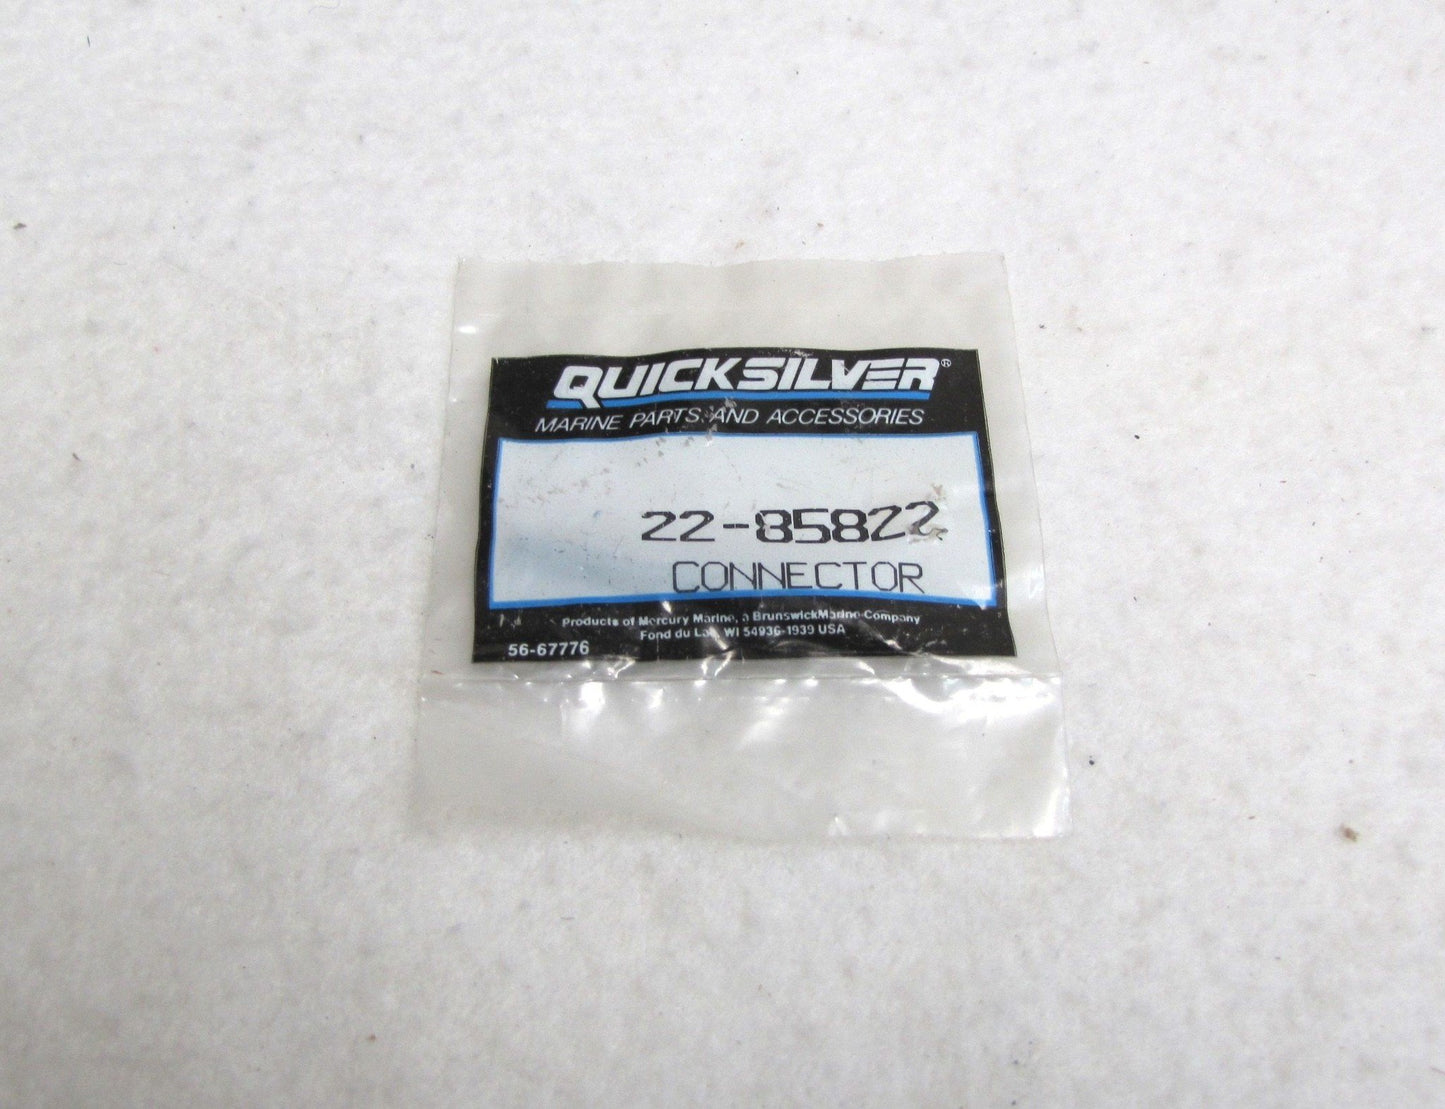 QUICKSILVER®
MARINE PARTS AND ACCESSORIES
22-85822
CONNECTOR
Products of Mercury Marine, a Brunswick Marine Company
Fond du Lac, WI 54936-1939 USA
56-67776